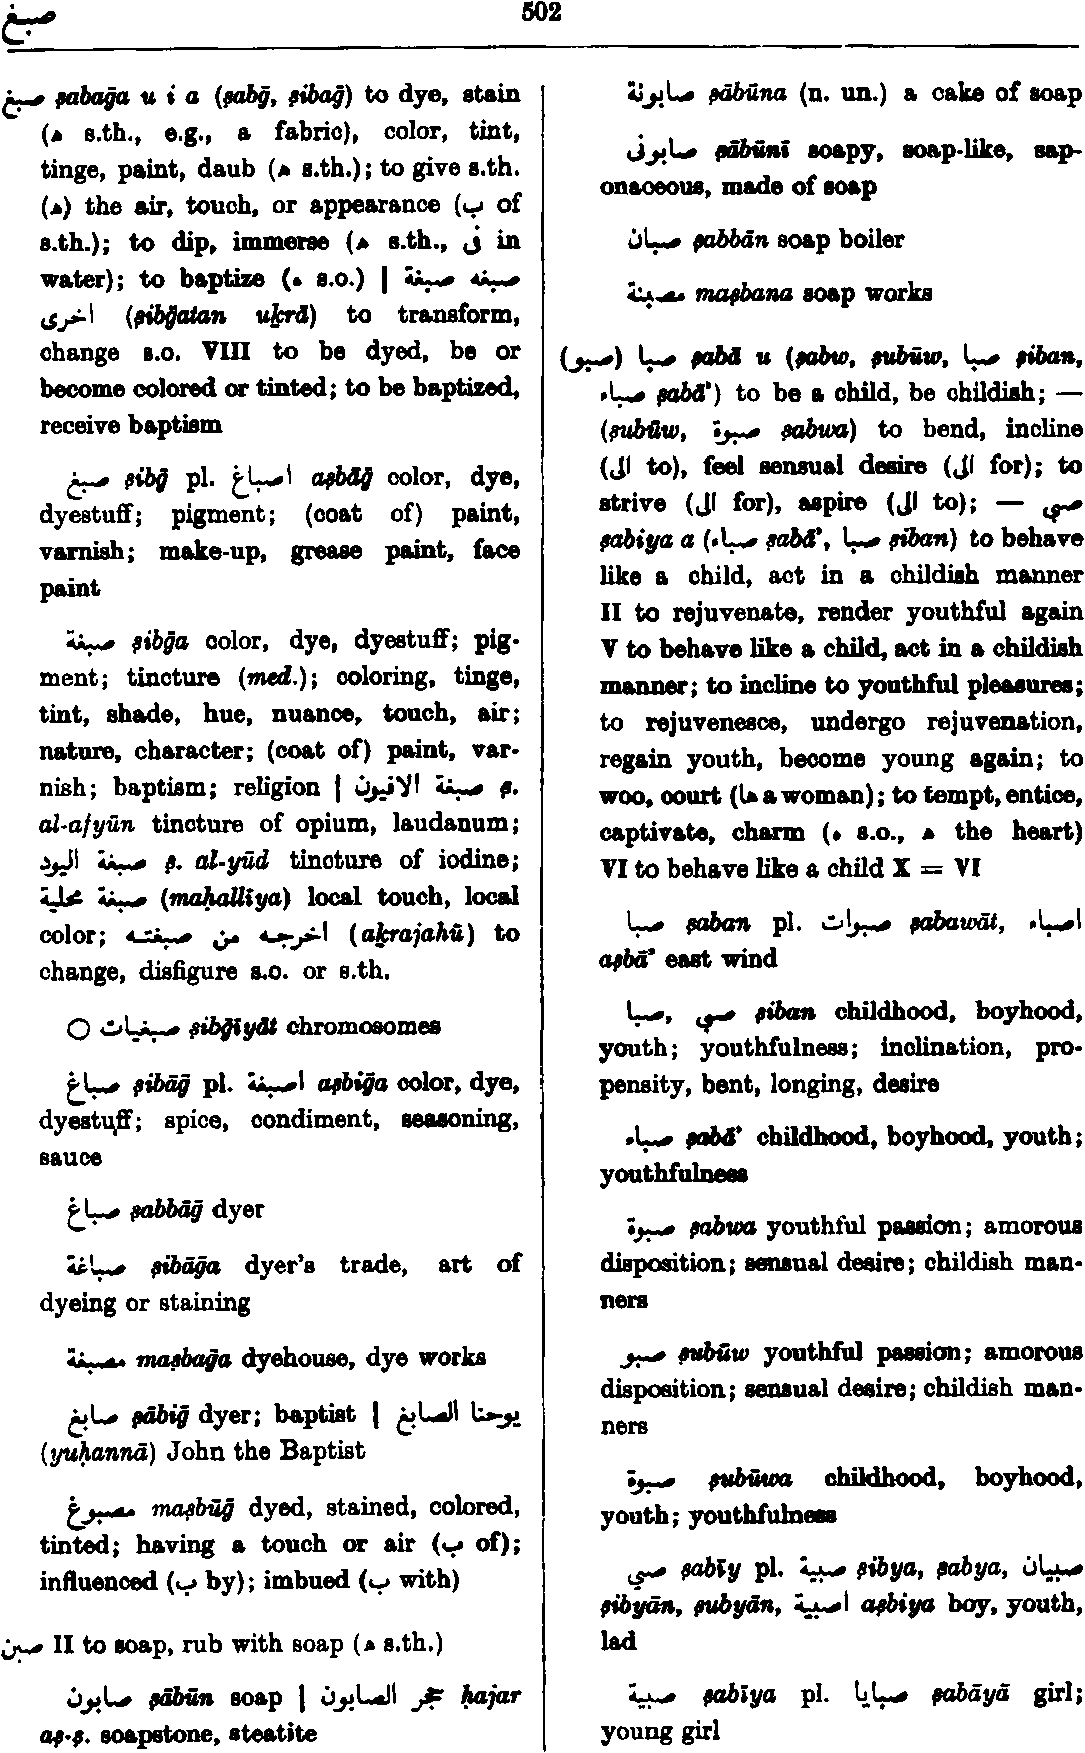 صبغ
502
صبغ ṣabaḡa u i a (ṣabḡ, ṣibaḡ) to dye, stain
(ه s.th., e.g., a fabric), color, tint,
tinge, paint, daub (ه s.th.); to give s.th.
(ه) the air, touch, or appearance (ب of
s.th.); to dip, immerse (ه s.th., فى in
water); to baptize (ه s.o.) | صبغه صبغة
اخرى (ṣibḡatan uḵrā) to transform,
change s.o. VIII to be dyed, be or
become colored or tinted; to be baptized,
receive baptism
صبغ ṣibḡ pl. اصباغ aṣbāḡ color, dye,
dyestuff; pigment; (coat of) paint,
varnish; make-up, grease paint, face
paint
صبغة ṣibḡa color, dye, dyestuff; pig-
ment; tincture (med.); coloring, tinge,
tint, shade, hue, nuance, touch, air;
nature, character; (coat of) paint, var-
nish; baptism; religion | صبغة الافيون ṣ.
al-afyūn tincture of opium, laudanum;
صبغة اليود ṣ. al-yūd tincture of iodine;
صبغة محلية (maḥallīya) local touch, local
color; اخرجه من صبغته (aḵrajahū) to
change, disfigure s.o. or s.th.
○ صبغيات ṣibḡīyāt chromosomes
صباغ ṣibāḡ pl. اصبغة aṣbiḡa color, dye,
dyestuff; spice, condiment, seasoning,
sauce
صباغ ṣabbāḡ dyer
صباغة ṣibāḡa dyer's trade, art of
dyeing or staining
مصبغة maṣbaḡa dyehouse, dye works
صابغ ṣābiḡ dyer; baptist | يوحنا الصابغ
(yuḥannā) John the Baptist
مصبوغ maṣbūḡ dyed, stained, colored,
tinted; having a touch or air (ب of);
influenced (ب by); imbued (ب with)
صبن II to soap, rub with soap (ه s.th.)
صابون ṣābūn soap | حجر الصابون ḥajar
aṣ-ṣ. soapstone, steatite
صابونة ṣābūna (n. un.) a cake of soap
صابونى ṣābūnī soapy, soap-like, sap-
onaceous, made of soap
صبان ṣabbān soap boiler
مصبنة maṣbana soap works
(صبو) صبا ṣabā u (ṣabw, ṣubūw, صبا ṣiban,
صباء ṣabā') to be a child, be childish; —
(ṣubūw, صبوة ṣabwa) to bend, incline
(الى to), feel sensual desire (الى for); to
strive (الى for), aspire (الى to); — صبى
ṣabiya a (صباء ṣabā', صبا ṣiban) to behave
like a child, act in a childish manner
II to rejuvenate, render youthful again
V to behave like a child, act in a childish
manner; to incline to youthful pleasures;
to rejuvenesce, undergo rejuvenation,
regain youth, become young again; to
woo, court (ها a woman); to tempt, entice,
captivate, charm (ه s.o., ه the heart)
VI to behave like a child X = VI
صبا ṣaban pl. صبوات ṣabawāt, اصباء
aṣbā' east wind
صبا, صبى ṣiban childhood, boyhood,
youth; youthfulness; inclination, pro-
pensity, bent, longing, desire
صباء ṣabā' childhood, boyhood, youth;
youthfulness
صبوة ṣabwa youthful passion; amorous
disposition; sensual desire; childish man-
ners
صبو ṣubūw youthful passion; amorous
disposition; sensual desire; childish man-
ners
صبوة ṣubūwa childhood, boyhood,
youth; youthfulness
صبى ṣabīy pl. صبية ṣibya, ṣabya, صبيان
ṣibyān, ṣubyān, اصبية aṣbiya boy, youth,
lad
صبية ṣabīya pl. صبايا ṣabāyā girl;
young girl